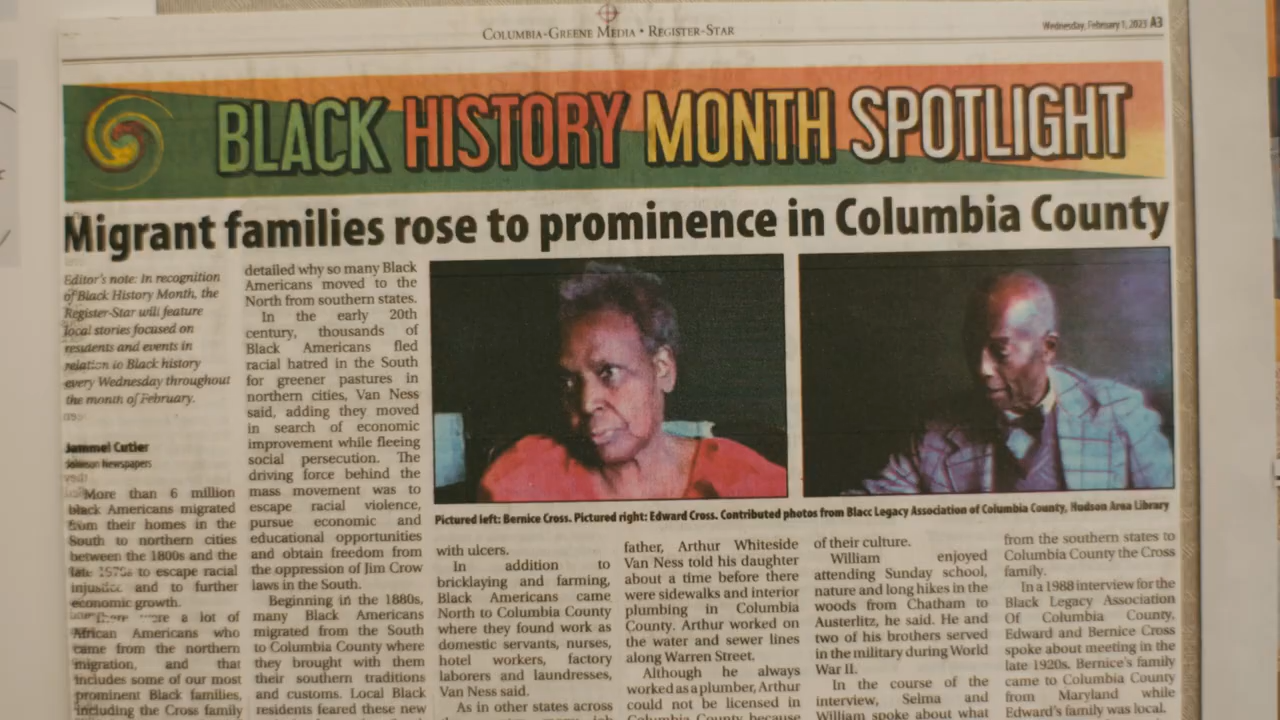 COLUMBIA-GREENE MEDIA • REGISTER-STAR
Wednesday, February 1, 2023 A3
BLACK HISTORY MONTH SPOTLIGHT
Migrant families rose to prominence in Columbia County
Editor's note: In recognition
of Black History Month, the
Register-Star will feature
local stories focused on
residents and events in
relation to Black history
every Wednesday throughout
the month of February.
Jammel Cutler
Johnson Newspapers
More than 6 million
black Americans migrated
from their homes in the
South to northern cities
between the 1800s and the
late 1970s to escape racial
injustice and to further
economic growth.
a lot of
African Americans who
came from the northern
migration, and that
includes some of our most
prominent Black families,
including the Cross family
detailed why so many Black
Americans moved to the
North from southern states.
In the early 20th
century, thousands of
Black Americans fled
racial hatred in the South
for greener pastures in
northern cities, Van Ness
said, adding they moved
in search of economic
improvement while fleeing
social persecution. The
driving force behind the
mass movement was to
escape racial violence,
pursue economic and
educational opportunities
and obtain freedom from
the oppression of Jim Crow
laws in the South.
Beginning in the 1880s,
many Black Americans
migrated from the South
to Columbia County where
they brought with them
their southern traditions
and customs. Local Black
residents feared these new
Pictured left: Bernice Cross. Pictured right: Edward Cross. Contributed photos from Blacc Legacy Association of Columbia County, Hudson Area Library
with ulcers.
In addition to
bricklaying and farming,
Black Americans came
North to Columbia County
where they found work as
domestic servants, nurses,
hotel workers, factory
laborers and laundresses,
Van Ness said.
As in other states across
father, Arthur Whiteside
Van Ness told his daughter
about a time before there
were sidewalks and interior
plumbing in Columbia
County. Arthur worked on
the water and sewer lines
along Warren Street.
Although he always
worked as a plumber, Arthur
could not be licensed in
Columbia County because
of their culture.
William enjoyed
attending Sunday school,
nature and long hikes in the
woods from Chatham to
Austerlitz, he said. He and
two of his brothers served
in the military during World
War II.
In the course of the
interview, Selma and
William spoke about what
from the southern states to
Columbia County the Cross
family.
In a 1988 interview for the
Black Legacy Association
Of Columbia County,
Edward and Bernice Cross
spoke about meeting in the
late 1920s. Bernice's family
came to Columbia County
from Maryland while
Edward's family was local.